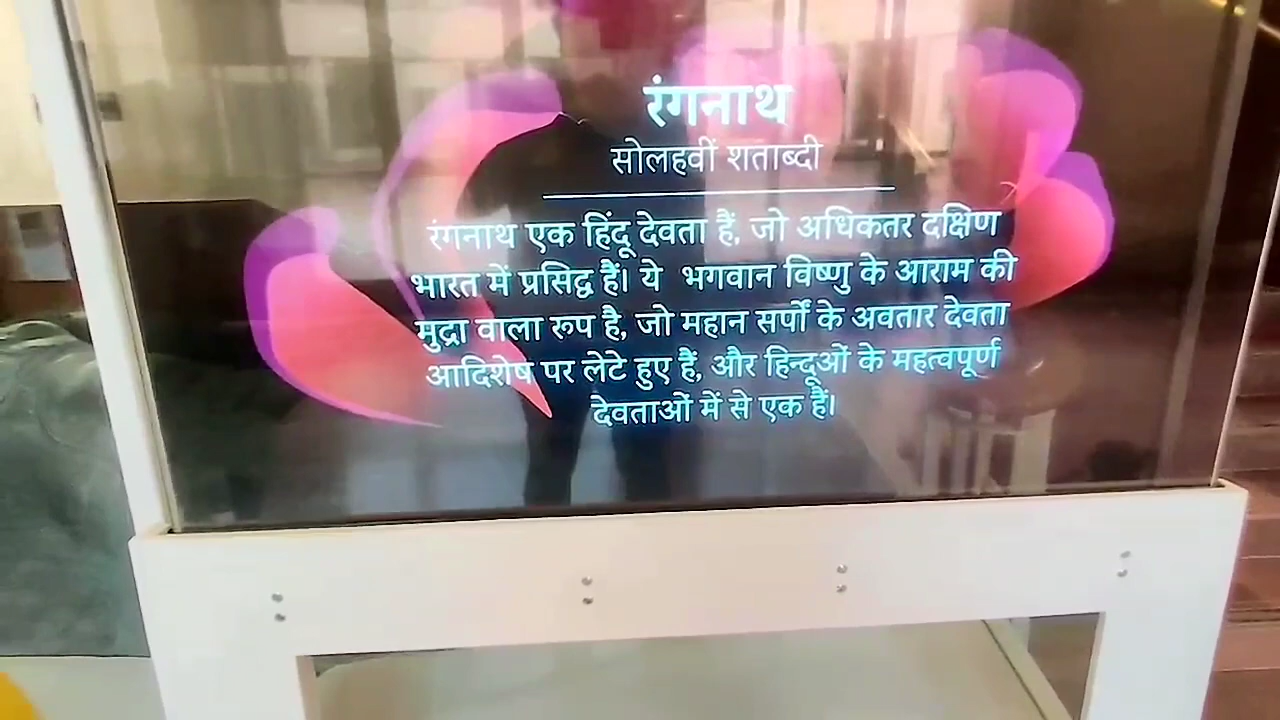 रंगनाथ
सोलहवीं शताब्दी
रंगनाथ एक हिंदू देवता हैं, जो अधिकतर दक्षिण
भारत में प्रसिद्ध हैं। ये भगवान विष्णु के आराम की
मुद्रा वाला रूप है, जो महान सर्पों के अवतार देवता
आदिशेष पर लेटे हुए हैं, और हिन्दूओं के महत्वपूर्ण
देवताओं में से एक हैं।